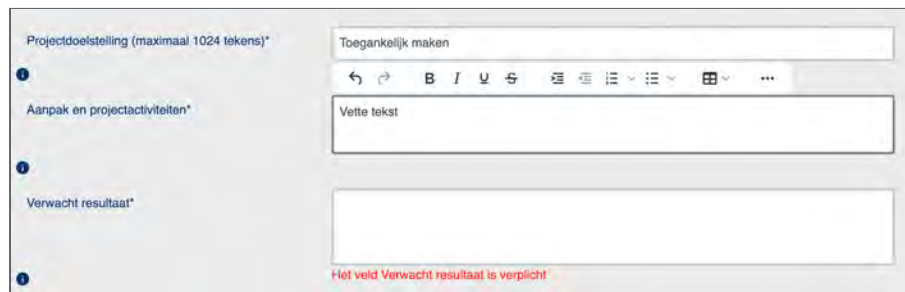 Projectdoelstelling (maximaal 1024 tekens)*
Toegankelijk maken
B I U S
Aanpak en projectactiviteiten*
Vette tekst
Verwacht resultaat*
Het veld Verwacht resultaat is verplicht